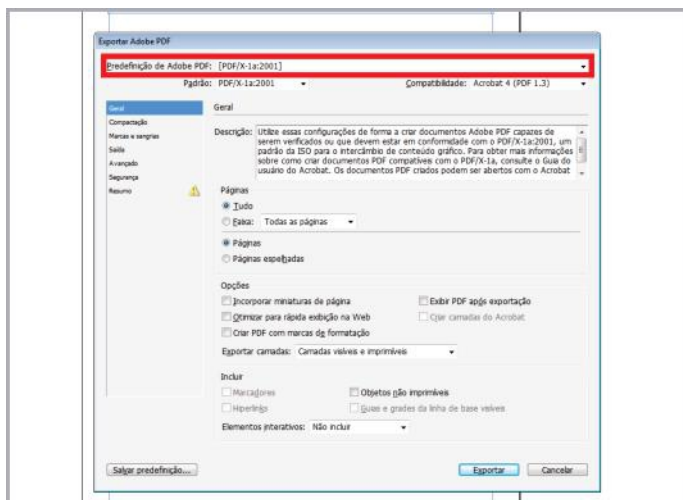 Exportar Adobe PDF
Predefinição de Adobe PDF: [PDF/X-1a:2001]
Padrão: PDF/X-1a:2001 Compatibilidade: Acrobat 4 (PDF 1.3)
Geral
Compactação
Marcas e sangrias
Saída
Avançado
Segurança
Resumo
Geral
Descrição: Utilize essas configurações de forma a criar documentos Adobe PDF capazes de
serem verificados ou que devem estar em conformidade com o PDF/X-1a:2001, um
padrão da ISO para o intercâmbio de conteúdo gráfico. Para obter mais informações
sobre como criar documentos PDF compatíveis com o PDF/X-1a, consulte o Guia do
usuário do Acrobat. Os documentos PDF criados podem ser abertos com o Acrobat
Páginas
Tudo
Faixa: Todas as páginas
Páginas
Páginas espelhadas
Opções
Incorporar miniaturas de página Exibir PDF após exportação
Otimizar para rápida exibição na Web Criar camadas do Acrobat
Criar PDF com marcas de formatação
Exportar camadas: Camadas visíveis e imprimíveis
Incluir
Marcadores Objetos não imprimíveis
Hiperlinks Guias e grades da linha de base visíveis
Elementos interativos: Não incluir
Salvar predefinição... Exportar Cancelar